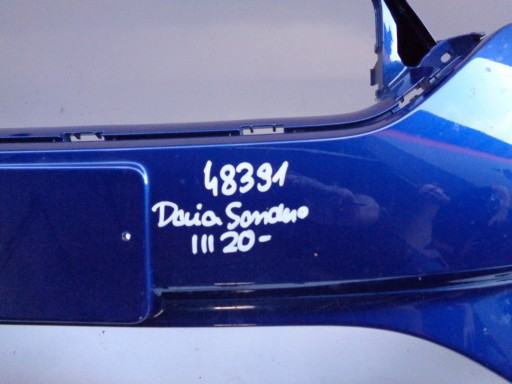 48391
Dacia Sandero
III 20-